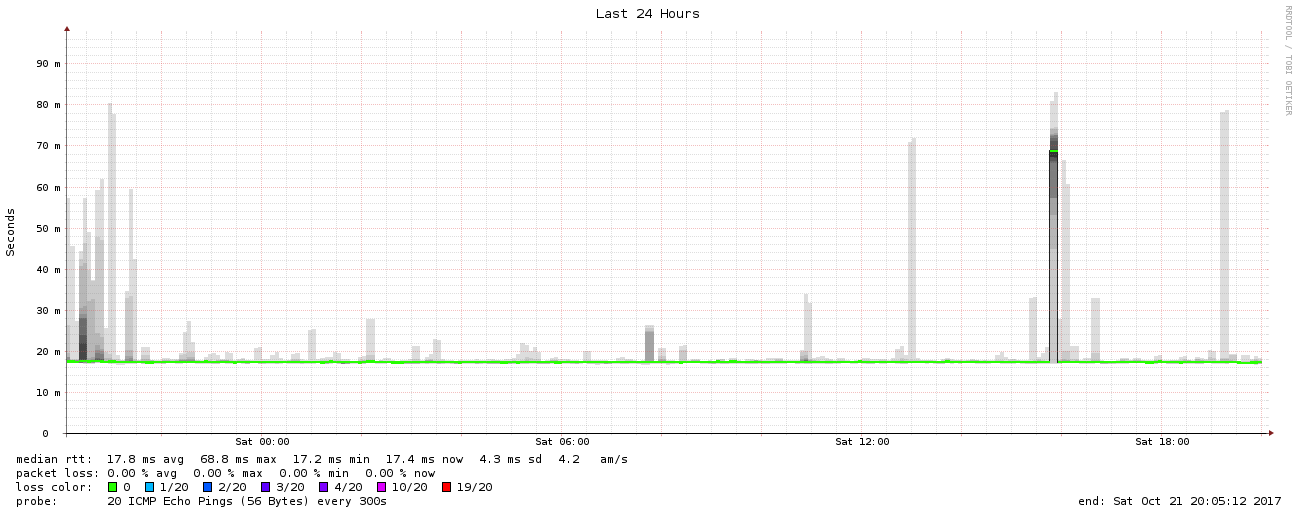 Last 24 Hours
RRDTOOL / TOBI OETIKER
Seconds
90 m
80 m
70 m
60 m
50 m
40 m
30 m
20 m
10 m
0
Sat 00:00 Sat 06:00 Sat 12:00 Sat 18:00
median rtt: 17.8 ms avg 68.8 ms max 17.2 ms min 17.4 ms now 4.3 ms sd 4.2 am/s
packet loss: 0.00 % avg 0.00 % max 0.00 % min 0.00 % now
loss color: 0 1/20 2/20 3/20 4/20 10/20 19/20
probe: 20 ICMP Echo Pings (56 Bytes) every 300s end: Sat Oct 21 20:05:12 2017